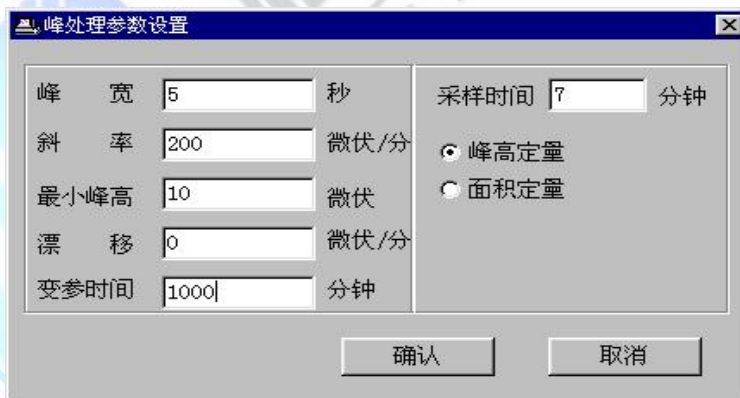 峰处理参数设置
峰 宽 5 秒
斜 率 200 微伏/分
最小峰高 10 微伏
漂 移 0 微伏/分
变参时间 1000 分钟
采样时间 7 分钟
峰高定量
面积定量
确认 取消